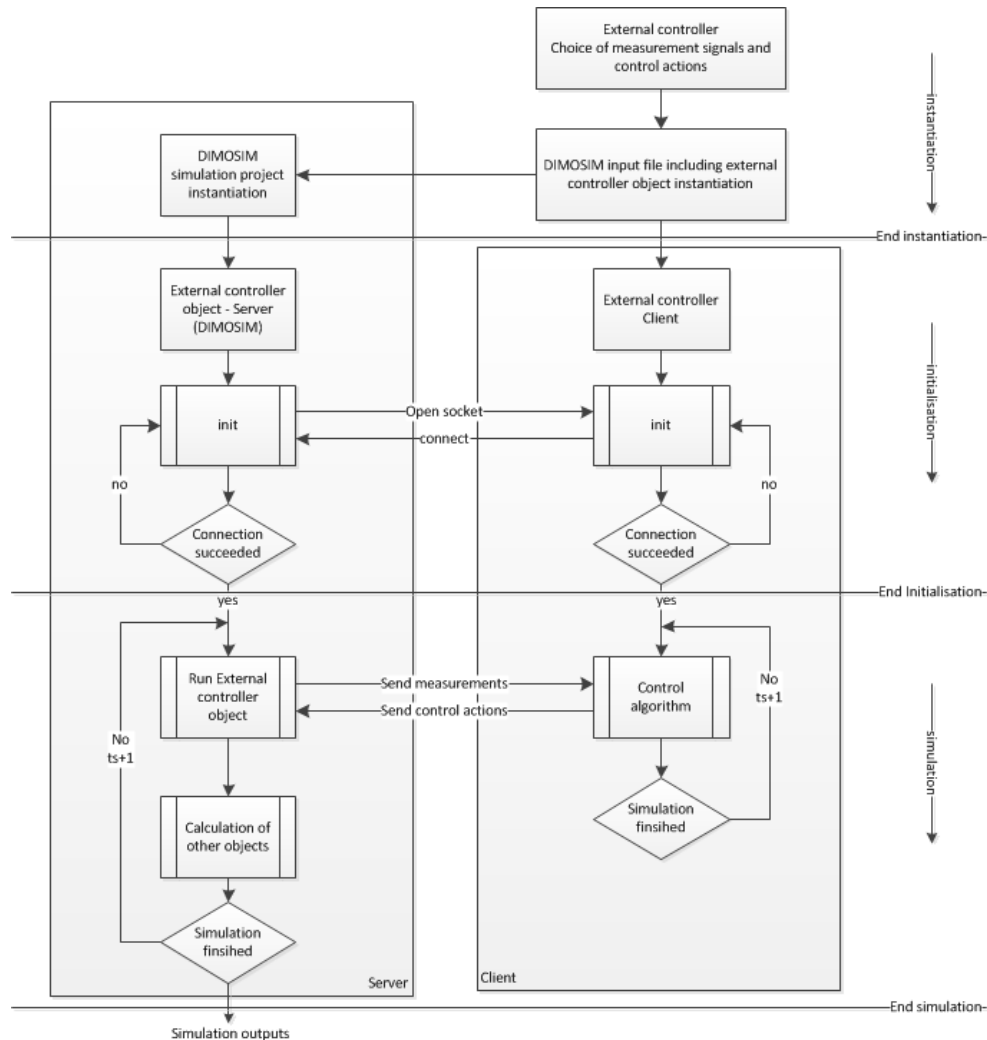 External controller
Choice of measurement signals and
control actions
instantiation
DIMOSIM
simulation project
instantiation
DIMOSIM input file including external
controller object instantiation
End instantiation
External controller
object - Server
(DIMOSIM)
External controller
Client
initialisation
init
Open socket
connect
init
no
no
Connection
succeeded
Connection
succeeded
End Initialisation
yes
yes
Run External
controller
object
Send measurements
Send control actions
Control
algorithm
No
ts+1
No
ts+1
simulation
Calculation of
other objects
Simulation
finsihed
Simulation
finsihed
Server
Client
End simulation
Simulation outputs